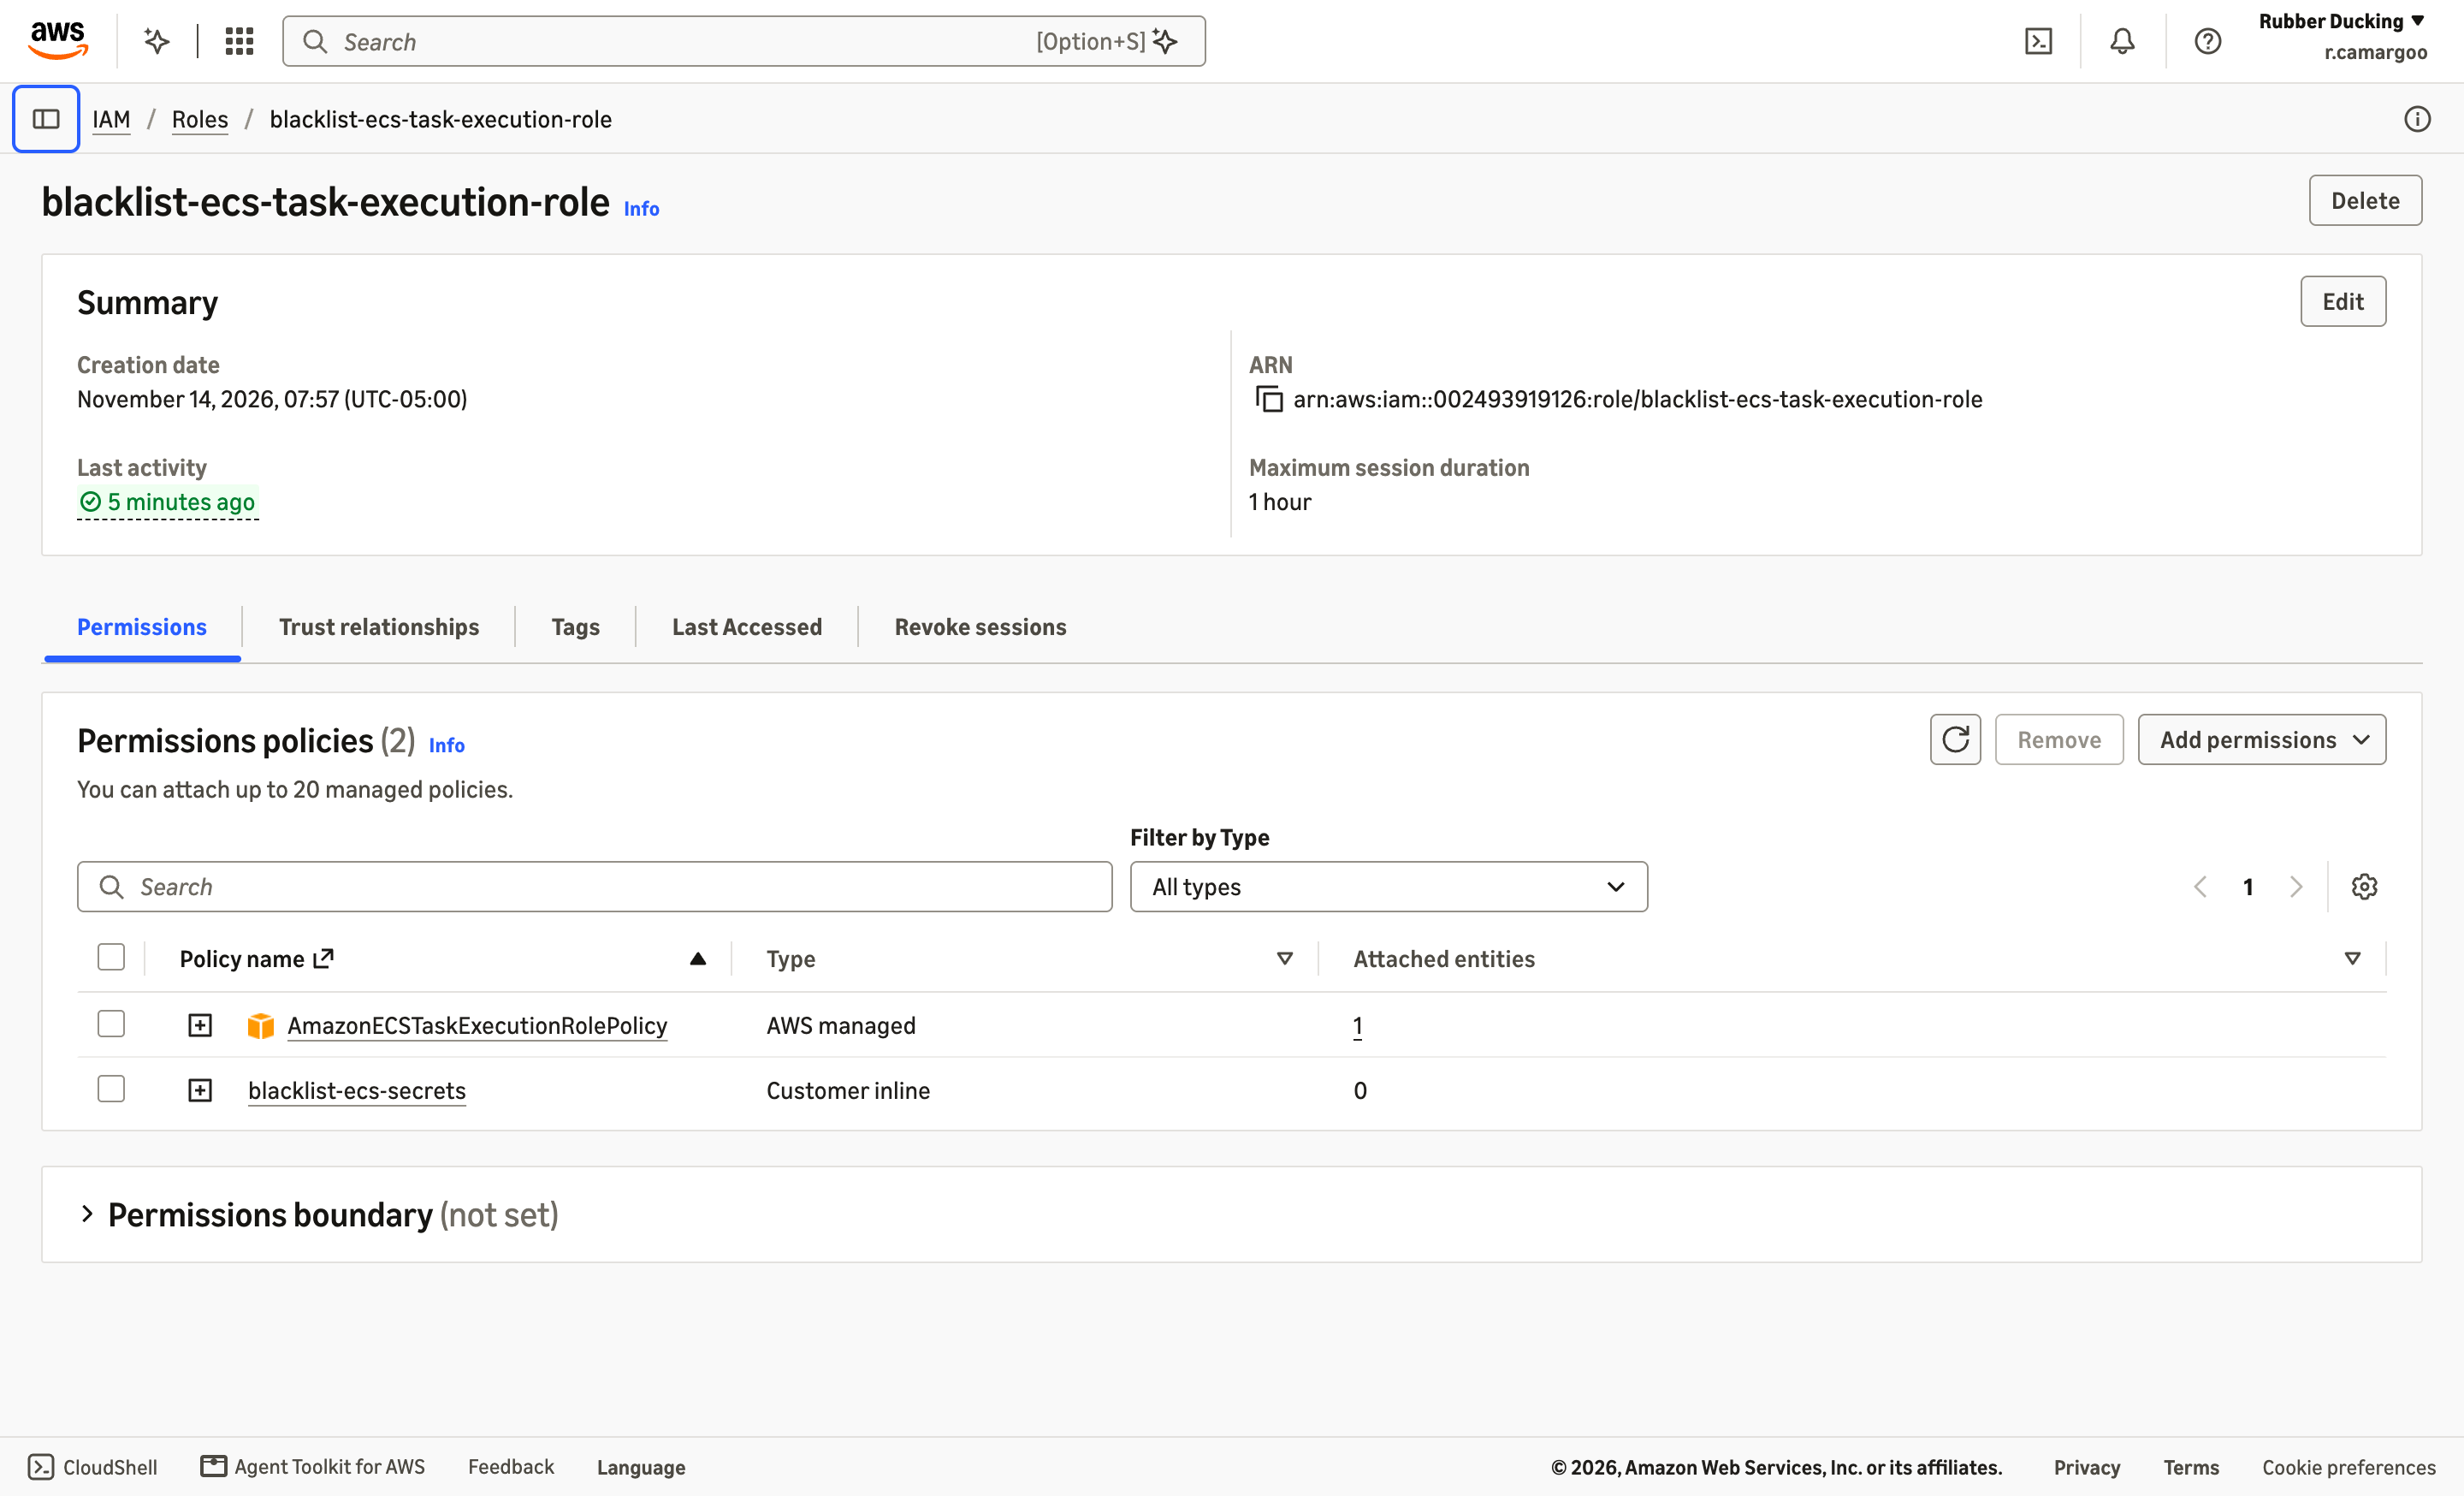 aws
Search
[Option+S]
Rubber Ducking
r.camargoo
IAM / Roles / blacklist-ecs-task-execution-role
blacklist-ecs-task-execution-role Info
Delete
Summary
Edit
Creation date
November 14, 2026, 07:57 (UTC-05:00)
ARN
arn:aws:iam::002493919126:role/blacklist-ecs-task-execution-role
Last activity
5 minutes ago
Maximum session duration
1 hour
Permissions
Trust relationships
Tags
Last Accessed
Revoke sessions
Permissions policies (2) Info
Remove
Add permissions
You can attach up to 20 managed policies.
Filter by Type
Search
All types
1
Policy name
Type
Attached entities
AmazonECSTaskExecutionRolePolicy
AWS managed
1
blacklist-ecs-secrets
Customer inline
0
Permissions boundary (not set)
CloudShell
Agent Toolkit for AWS
Feedback
Language
© 2026, Amazon Web Services, Inc. or its affiliates.
Privacy
Terms
Cookie preferences